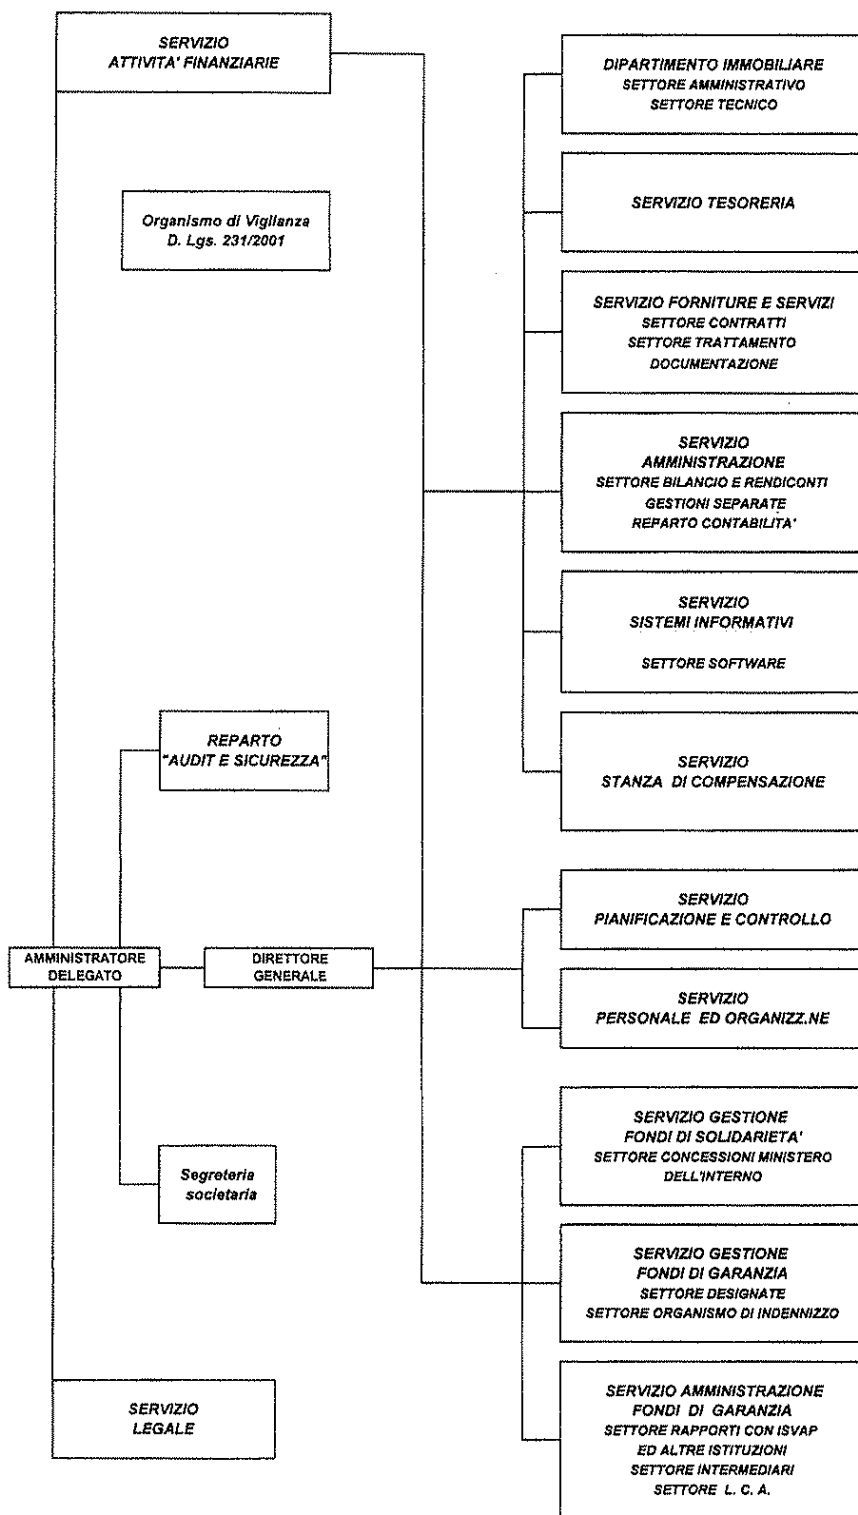 SERVIZIO
ATTIVITA' FINANZIARIE
Organismo di Vigilanza
D. Lgs. 231/2001
REPARTO
"AUDIT E SICUREZZA"
AMMINISTRATORE
DELEGATO
DIRETTORE
GENERALE
Segreteria
societaria
SERVIZIO
LEGALE
DIPARTIMENTO IMMOBILIARE
SETTORE AMMINISTRATIVO
SETTORE TECNICO
SERVIZIO TESORERIA
SERVIZIO FORNITURE E SERVIZI
SETTORE CONTRATTI
SETTORE TRATTAMENTO
DOCUMENTAZIONE
SERVIZIO
AMMINISTRAZIONE
SETTORE BILANCIO E RENDICONTI
GESTIONI SEPARATE
REPARTO CONTABILITA'
SERVIZIO
SISTEMI INFORMATIVI
SETTORE SOFTWARE
SERVIZIO
STANZA DI COMPENSAZIONE
SERVIZIO
PIANIFICAZIONE E CONTROLLO
SERVIZIO
PERSONALE ED ORGANIZZ.NE
SERVIZIO GESTIONE
FONDI DI SOLIDARIETA'
SETTORE CONCESSIONI MINISTERO
DELL'INTERNO
SERVIZIO GESTIONE
FONDI DI GARANZIA
SETTORE DESIGNATE
SETTORE ORGANISMO DI INDENNIZZO
SERVIZIO AMMINISTRAZIONE
FONDI DI GARANZIA
SETTORE RAPPORTI CON ISVAP
ED ALTRE ISTITUZIONI
SETTORE INTERMEDIARI
SETTORE L. C. A.